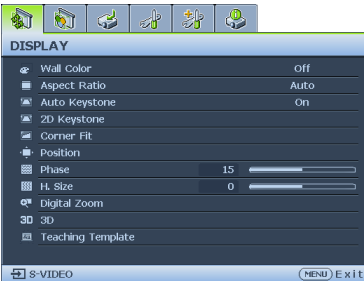 DISPLAY
Wall Color Off
Aspect Ratio Auto
Auto Keystone On
2D Keystone
Corner Fit
Position
Phase 15
H. Size 0
Digital Zoom
3D 3D
Teaching Template
S-VIDEO MENU Exit